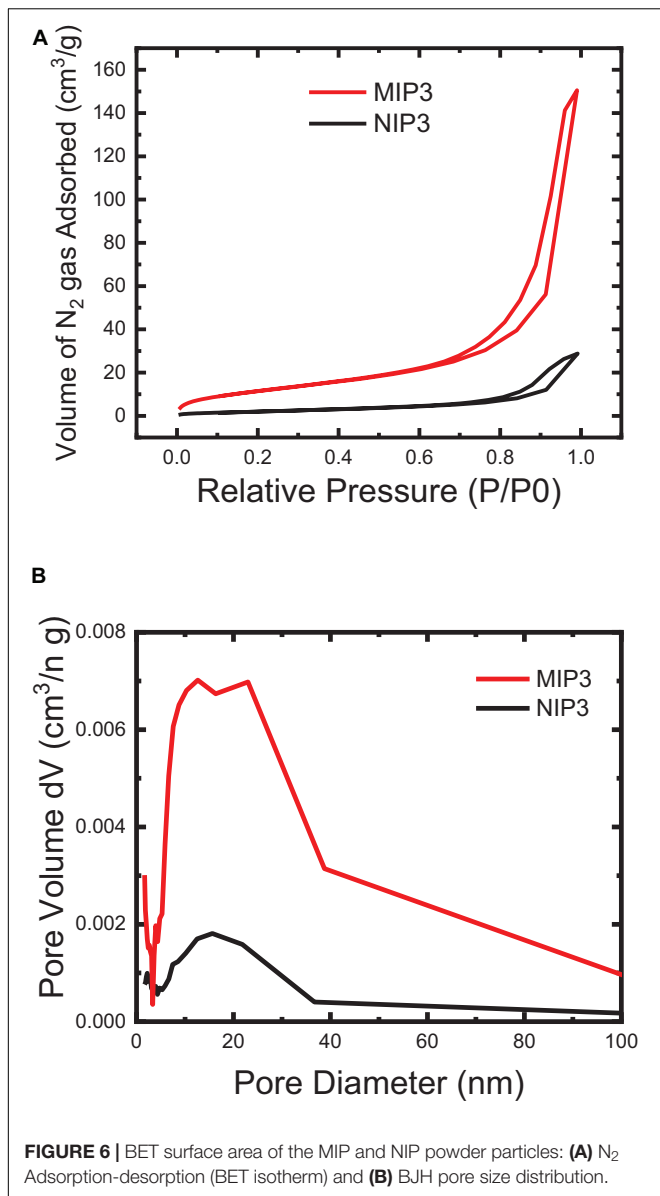 A
160
140
120
100
80
60
40
20
0
Volume of N2 gas Adsorbed (cm3/g)
MIP3
NIP3
0.0 0.2 0.4 0.6 0.8 1.0
Relative Pressure (P/P0)
B
0.008
0.006
0.004
0.002
0.000
Pore Volume dV (cm3/n g)
MIP3
NIP3
0 20 40 60 80 100
Pore Diameter (nm)
FIGURE 6 | BET surface area of the MIP and NIP powder particles: (A) N2
Adsorption-desorption (BET isotherm) and (B) BJH pore size distribution.